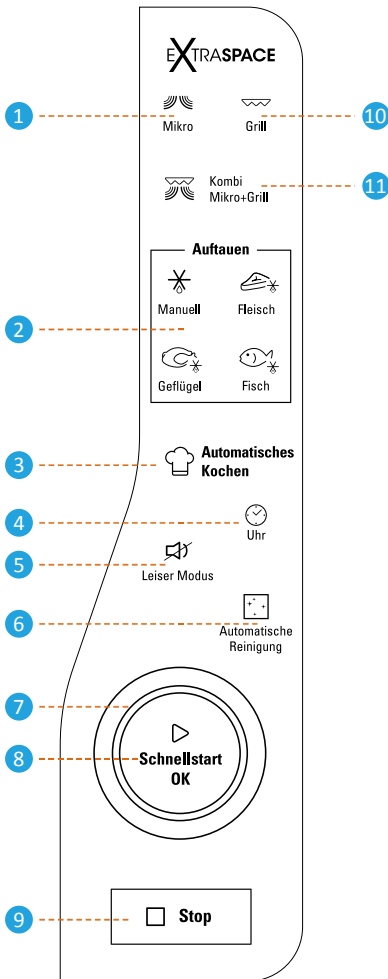 EXTRASPACE
1
Mikro
10
Grill
11
Kombi
Mikro+Grill
Auftauen
2
Manuell
Fleisch
Geflügel
Fisch
3
Automatisches
Kochen
4
Uhr
5
Leiser Modus
6
Automatische
Reinigung
7
8
Schnellstart
OK
9
Stop